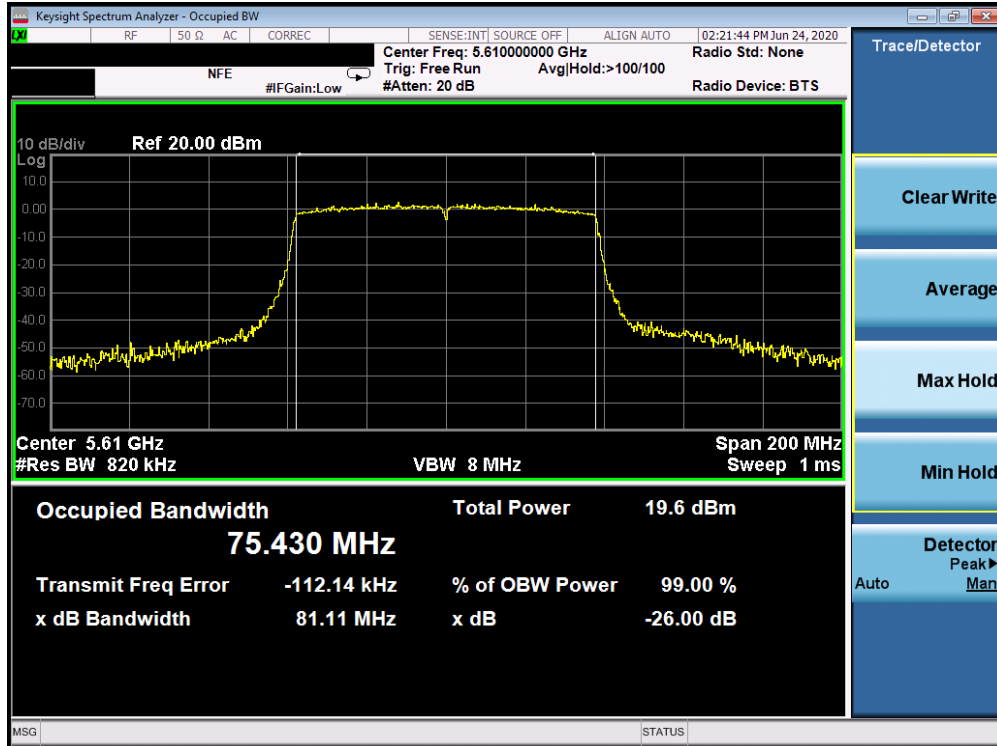 Keysight Spectrum Analyzer - Occupied BW
LXI RF 50 Ω AC CORREC SENSE:INT SOURCE OFF ALIGN AUTO 02:21:44 PM Jun 24, 2020
Center Freq: 5.610000000 GHz Radio Std: None
NFE Trig: Free Run Avg|Hold:>100/100
#IFGain:Low #Atten: 20 dB Radio Device: BTS
Trace/Detector
10 dB/div Ref 20.00 dBm
Log
10.0
0.00
-10.0
-20.0
-30.0
-40.0
-50.0
-60.0
-70.0
Center 5.61 GHz Span 200 MHz
#Res BW 820 kHz VBW 8 MHz Sweep 1 ms
Occupied Bandwidth Total Power 19.6 dBm
75.430 MHz
Transmit Freq Error -112.14 kHz % of OBW Power 99.00 %
x dB Bandwidth 81.11 MHz x dB -26.00 dB
Clear Write
Average
Max Hold
Min Hold
Detector
Peak▶
Auto Man
MSG STATUS